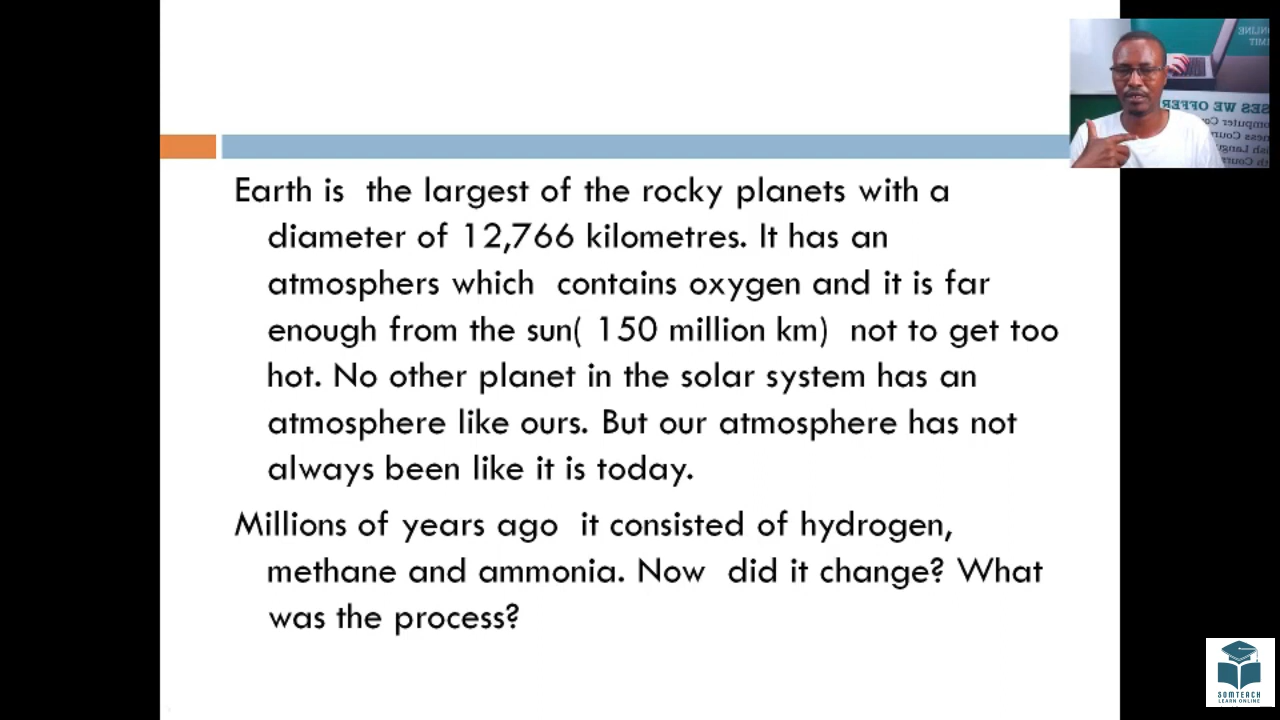 Earth is the largest of the rocky planets with a
diameter of 12,766 kilometres. It has an
atmosphers which contains oxygen and it is far
enough from the sun( 150 million km) not to get too
hot. No other planet in the solar system has an
atmosphere like ours. But our atmosphere has not
always been like it is today.
Millions of years ago it consisted of hydrogen,
methane and ammonia. Now did it change? What
was the process?
SOMTEACH
LEARN ONLINE